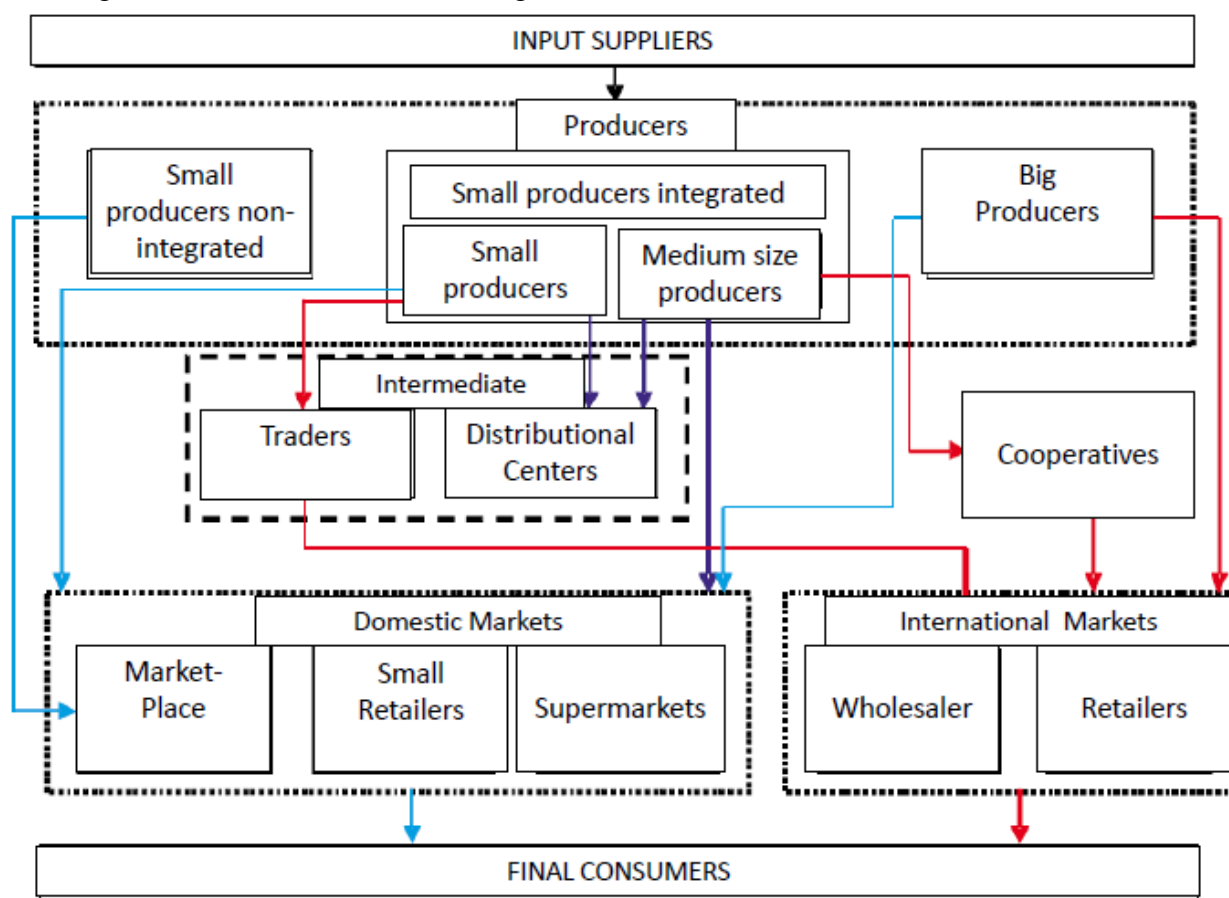 INPUT SUPPLIERS
Producers
Small
producers non-
integrated
Small producers integrated
Big
Producers
Small
producers
Medium size
producers
Intermediate
Traders
Distributional
Centers
Cooperatives
Domestic Markets
International Markets
Market-
Place
Small
Retailers
Supermarkets
Wholesaler
Retailers
FINAL CONSUMERS